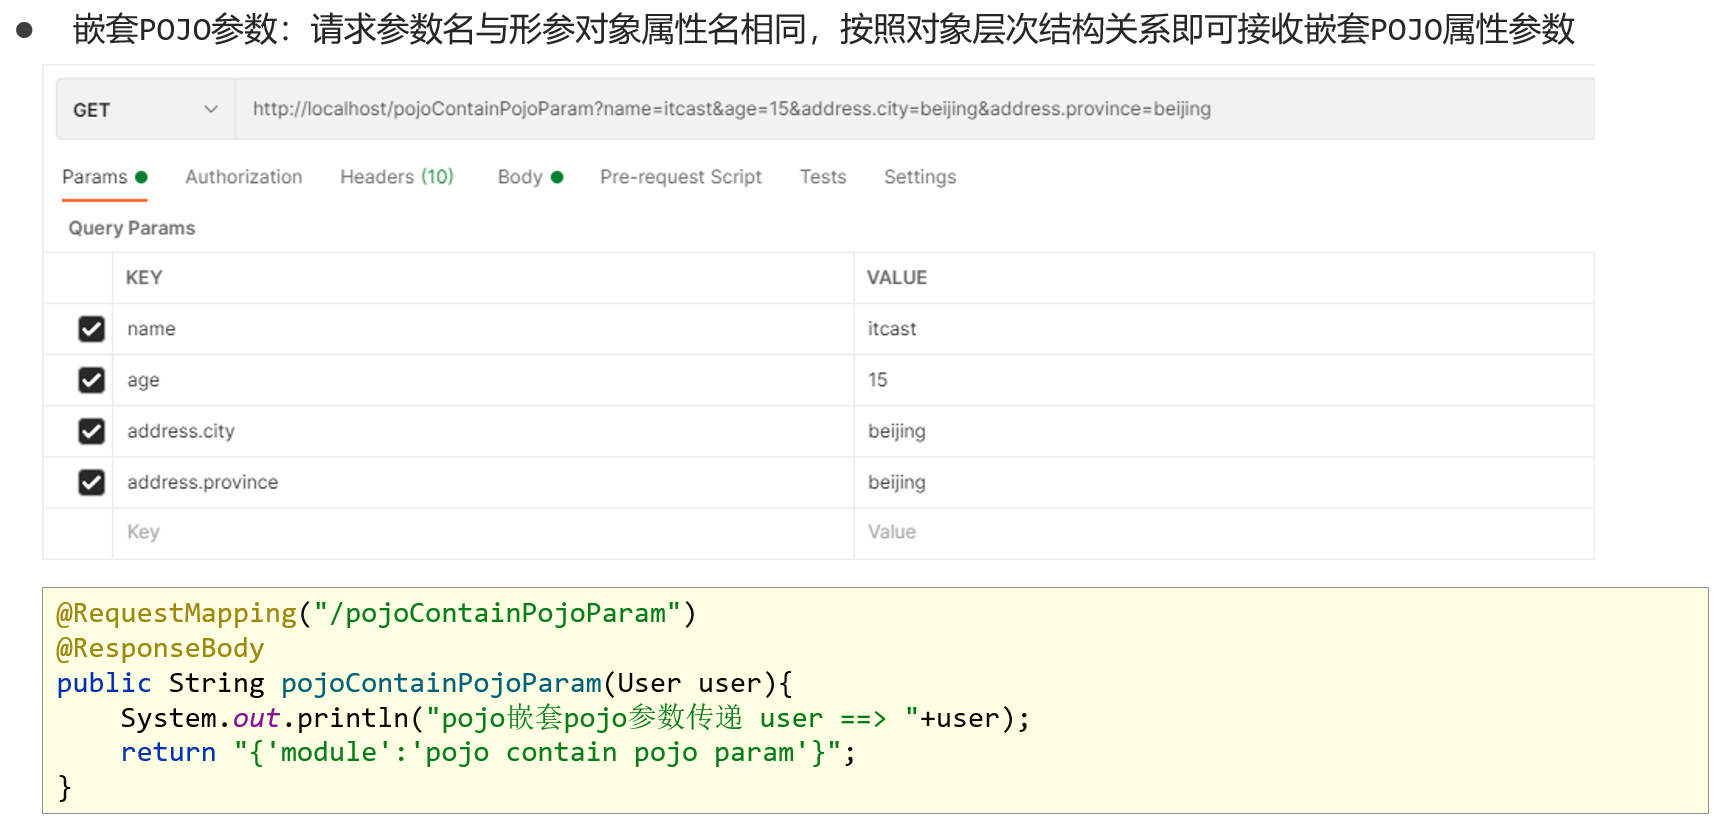 ● 嵌套POJO参数：请求参数名与形参对象属性名相同，按照对象层次结构关系即可接收嵌套POJO属性参数
GET http://localhost/pojoContainPojoParam?name=itcast&age=15&address.city=beijing&address.province=beijing
Params Authorization Headers (10) Body Pre-request Script Tests Settings
Query Params
KEY VALUE
name itcast
age 15
address.city beijing
address.province beijing
Key Value
@RequestMapping("/pojoContainPojoParam")
@ResponseBody
public String pojoContainPojoParam(User user){
    System.out.println("pojo嵌套pojo参数传递 user ==> "+user);
    return "{'module':'pojo contain pojo param'}";
}